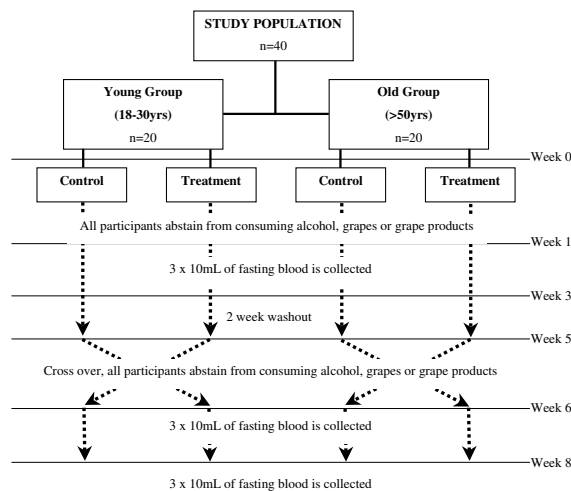 STUDY POPULATION
n=40
Young Group
(18-30yrs)
n=20
Old Group
(>50yrs)
n=20
Week 0
Control
Treatment
Control
Treatment
All participants abstain from consuming alcohol, grapes or grape products
Week 1
3 x 10mL of fasting blood is collected
Week 3
2 week washout
Week 5
Cross over, all participants abstain from consuming alcohol, grapes or grape products
Week 6
3 x 10mL of fasting blood is collected
Week 8
3 x 10mL of fasting blood is collected